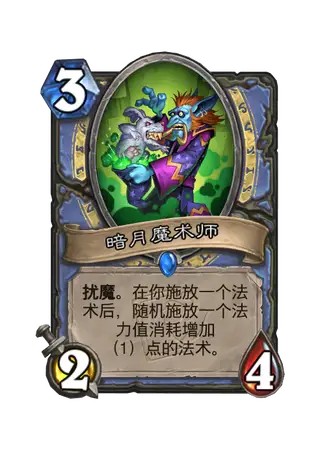 3
暗月魔术师
扰魔。在你施放一个法
术后，随机施放一个法
力值消耗增加
（1）点的法术。
2
4